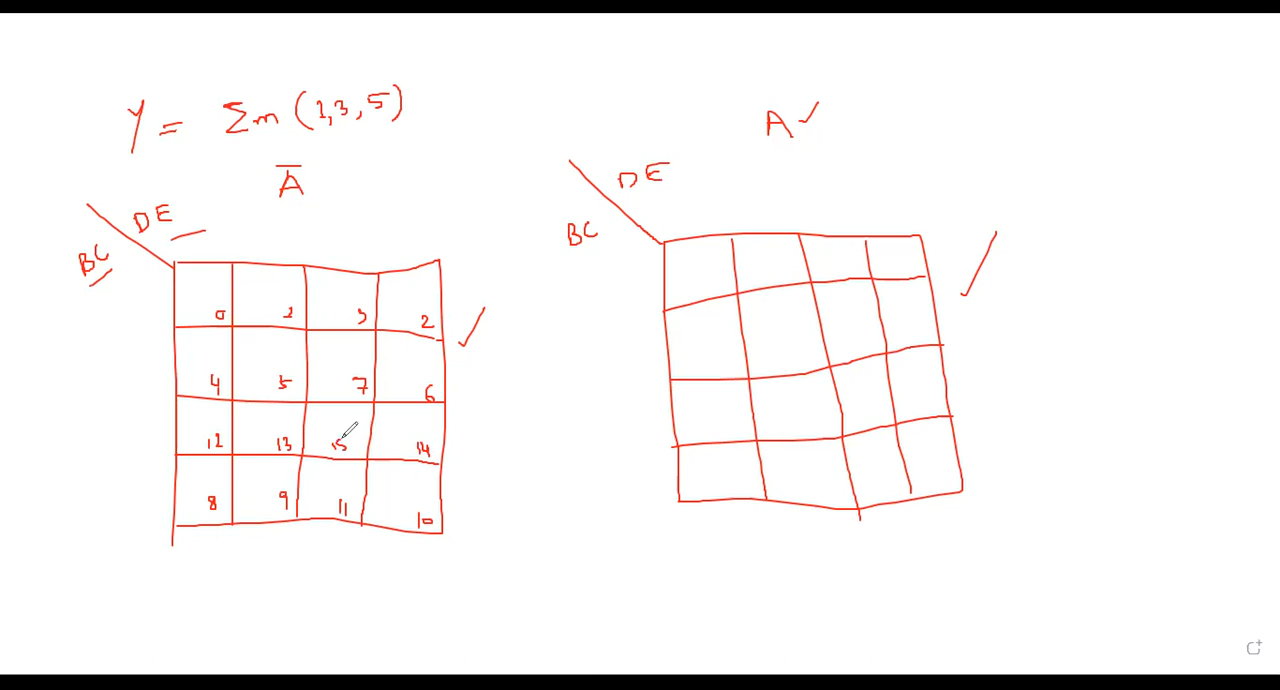 Y = Σm (1,3,5)
A ✓
A̅
DE
BC
0 1 3 2 ✓
4 5 7 6
12 13 15 14
8 9 11 10
DE
BC
✓